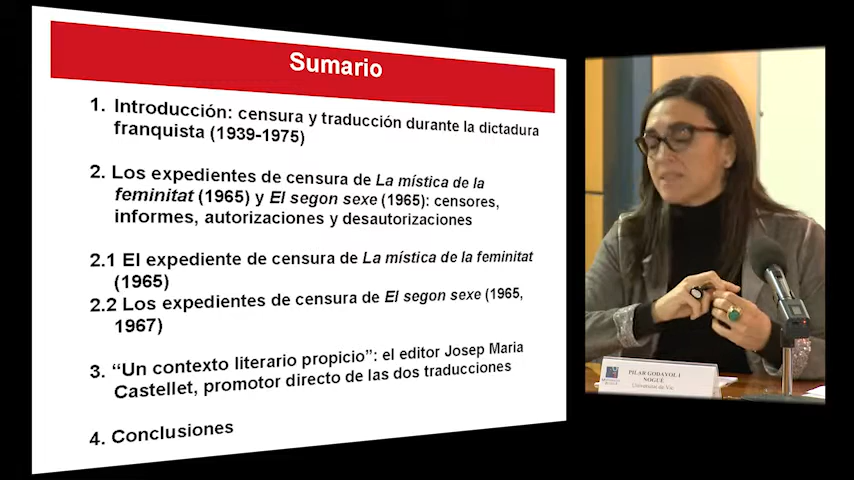 Sumario
1. Introducción: censura y traducción durante la dictadura
franquista (1939-1975)
2. Los expedientes de censura de La mística de la
feminitat (1965) y El segon sexe (1965): censores,
informes, autorizaciones y desautorizaciones
2.1 El expediente de censura de La mística de la feminitat
(1965)
2.2 Los expedientes de censura de El segon sexe (1965,
1967)
3. “Un contexto literario propicio”: el editor Josep Maria
Castellet, promotor directo de las dos traducciones
4. Conclusiones
PILAR GODAYOL I
NOGUÉ
Universitat de Vic